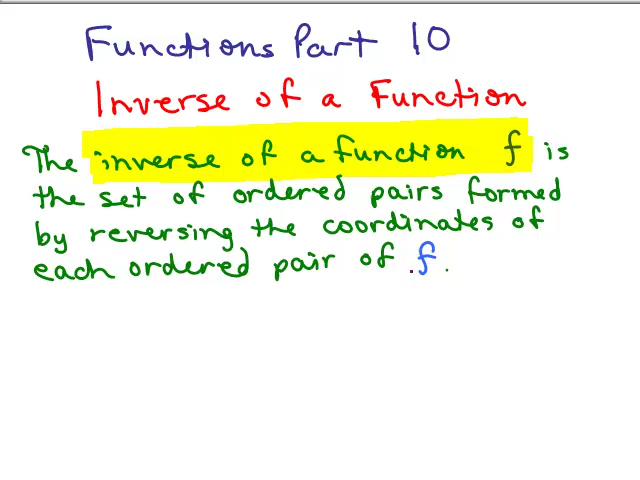 Functions Part 10
Inverse of a Function
The inverse of a function f is
the set of ordered pairs formed
by reversing the coordinates of
each ordered pair of f.